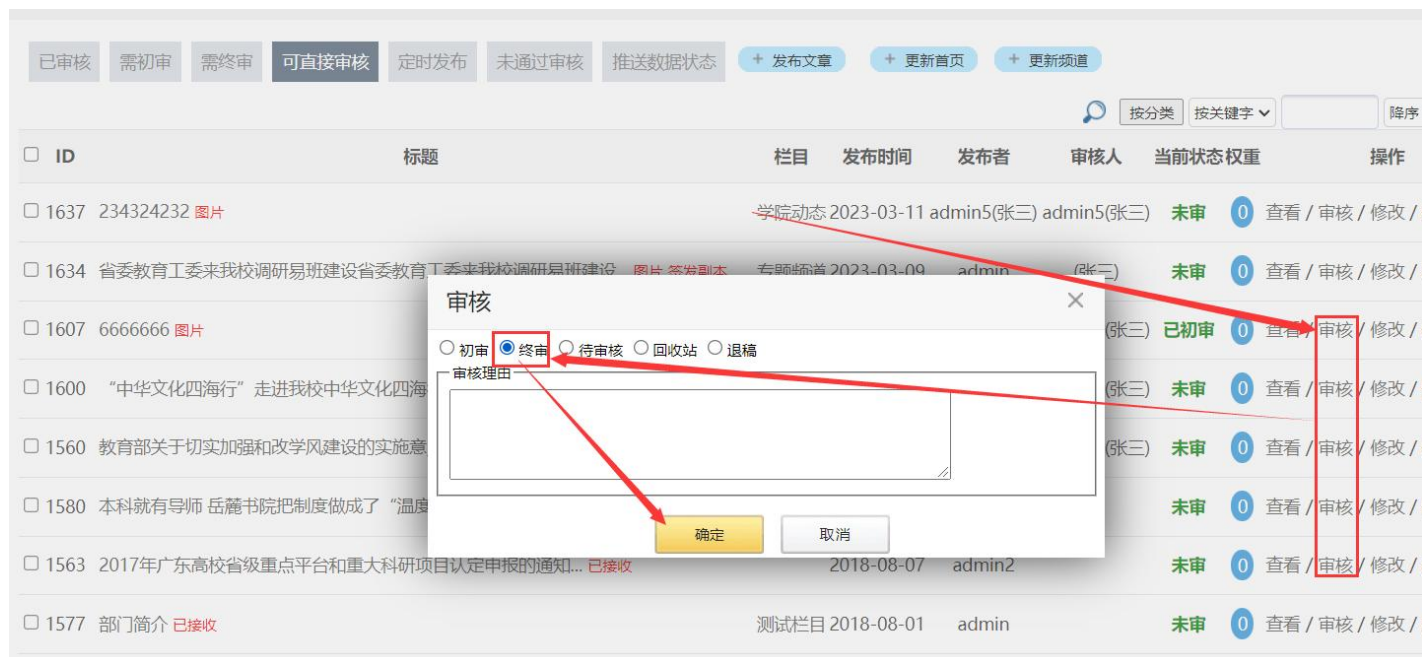 已审核 需初审 需终审 可直接审核 定时发布 未通过审核 推送数据状态 + 发布文章 + 更新首页 + 更新频道
按分类 按关键字 降序
ID 标题 栏目 发布时间 发布者 审核人 当前状态 权重 操作
1637 234324232 图片 学院动态 2023-03-11 admin5(张三) admin5(张三) 未审 0 查看 / 审核 / 修改 /
1634 省委教育工委来我校调研易班建设省委教育工委来我校调研易班建设 图片 签发副本 专题频道 2023-03-09 admin (张三) 未审 0 查看 / 审核 / 修改 /
审核
1607 6666666 图片 (张三) 已初审 0 查看 / 审核 / 修改 /
初审 终审 待审核 回收站 退稿
审核理由
1600 “中华文化四海行”走进我校中华文化四海 (张三) 未审 0 查看 / 审核 / 修改 /
1560 教育部关于切实加强和改学风建设的实施意 (张三) 未审 0 查看 / 审核 / 修改 /
1580 本科就有导师 岳麓书院把制度做成了“温度 未审 0 查看 / 审核 / 修改 /
确定 取消
1563 2017年广东高校省级重点平台和重大科研项目认定申报的通知... 已接收 2018-08-07 admin2 未审 0 查看 / 审核 / 修改 /
1577 部门简介 已接收 测试栏目 2018-08-01 admin 未审 0 查看 / 审核 / 修改 /